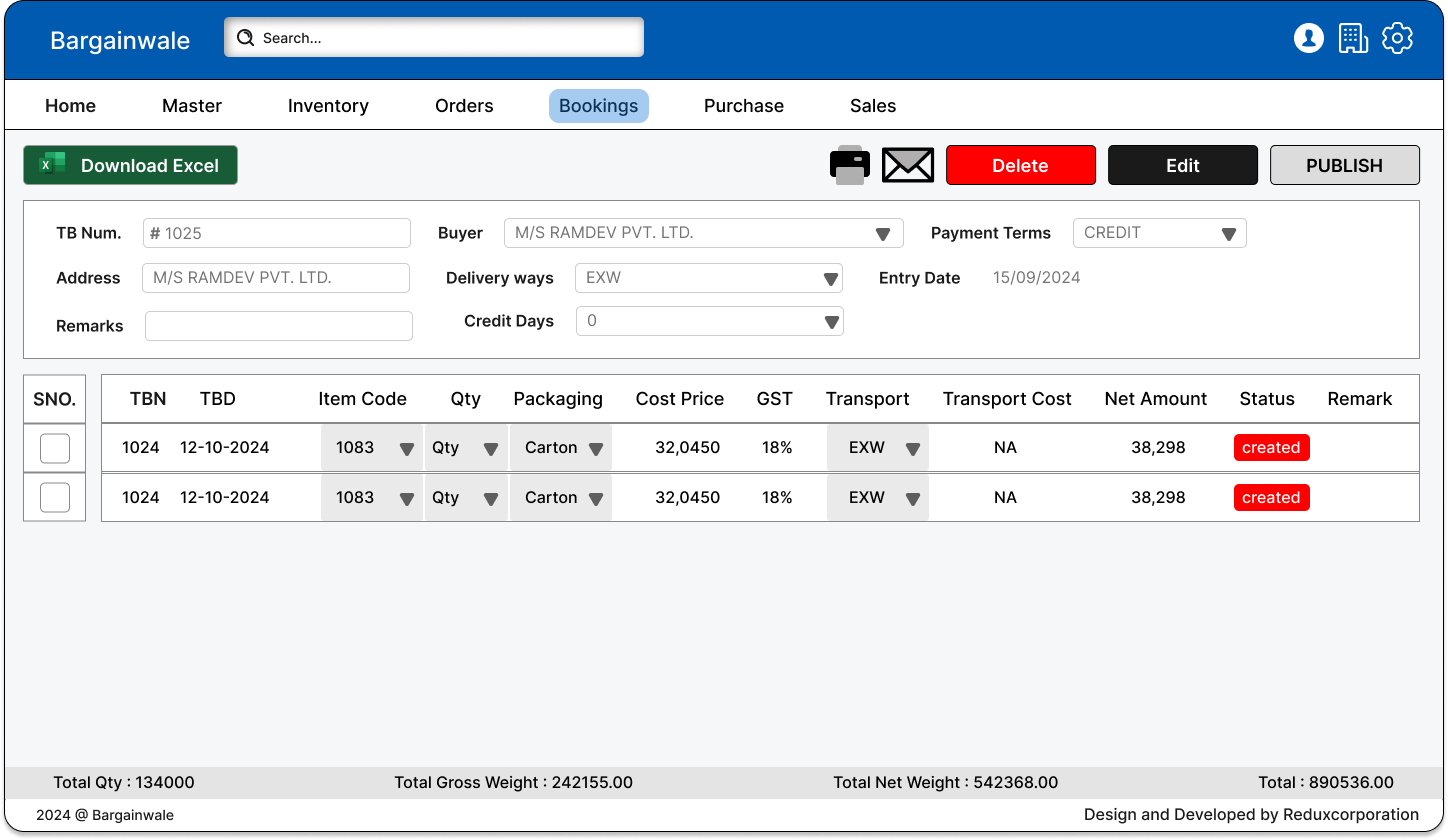 Bargainwale
Search...
Home Master Inventory Orders Bookings Purchase Sales
X Download Excel Delete Edit PUBLISH
TB Num. # 1025 Buyer M/S RAMDEV PVT. LTD. Payment Terms CREDIT
Address M/S RAMDEV PVT. LTD. Delivery ways EXW Entry Date 15/09/2024
Remarks Credit Days 0
SNO. TBN TBD Item Code Qty Packaging Cost Price GST Transport Transport Cost Net Amount Status Remark
1024 12-10-2024 1083 Qty Carton 32,0450 18% EXW NA 38,298 created
1024 12-10-2024 1083 Qty Carton 32,0450 18% EXW NA 38,298 created
Total Qty : 134000 Total Gross Weight : 242155.00 Total Net Weight : 542368.00 Total : 890536.00
2024 @ Bargainwale Design and Developed by Reduxcorporation